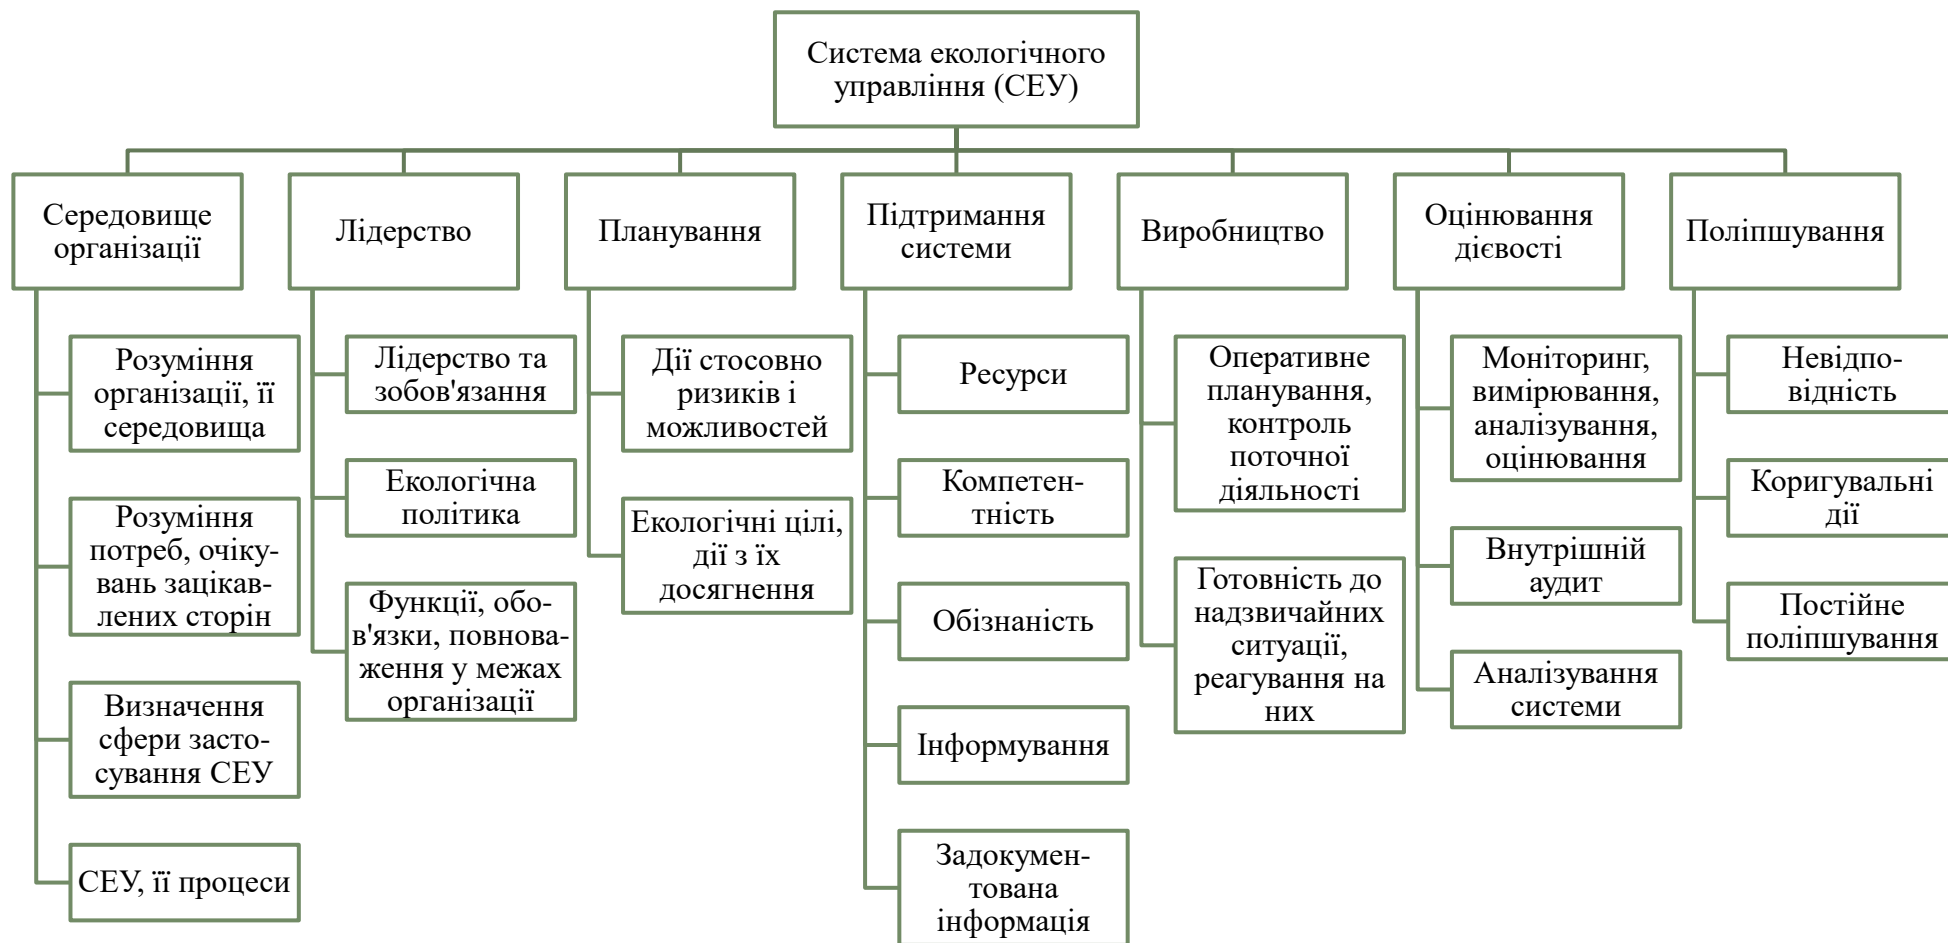 Система екологічного
управління (СЕУ)
Середовище
організації
Розуміння
організації, її
середовища
Розуміння
потреб, очіку-
вань зацікав-
лених сторін
Визначення
сфери засто-
сування СЕУ
СЕУ, її процеси
Лідерство
Лідерство та
зобов'язання
Екологічна
політика
Функції, обо-
в'язки, повнова-
ження у межах
організації
Планування
Дії стосовно
ризиків і
можливостей
Екологічні цілі,
дії з їх
досягнення
Підтримання
системи
Ресурси
Компетен-
тність
Обізнаність
Інформування
Задокумен-
тована
інформація
Виробництво
Оперативне
планування,
контроль
поточної
діяльності
Готовність до
надзвичайних
ситуації,
реагування на
них
Оцінювання
дієвості
Моніторинг,
вимірювання,
аналізування,
оцінювання
Внутрішній
аудит
Аналізування
системи
Поліпшування
Невідпо-
відність
Коригувальні
дії
Постійне
поліпшування